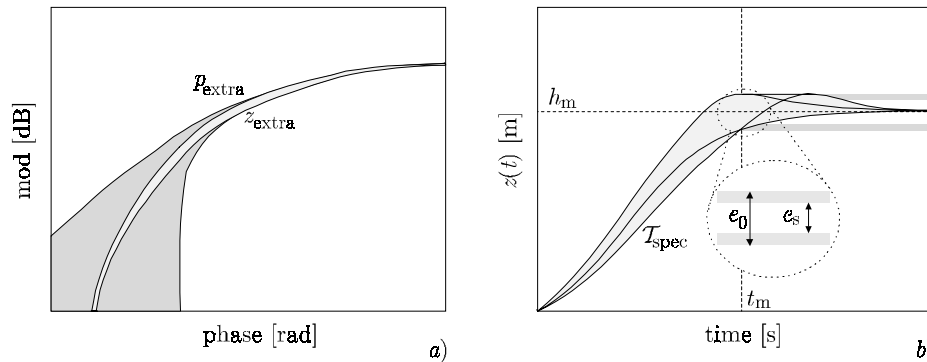 mod [dB]
p_extra
z_extra
phase [rad]
a)
z(t) [m]
h_m
e_0
e_s
𝒯_spec
t_m
time [s]
b